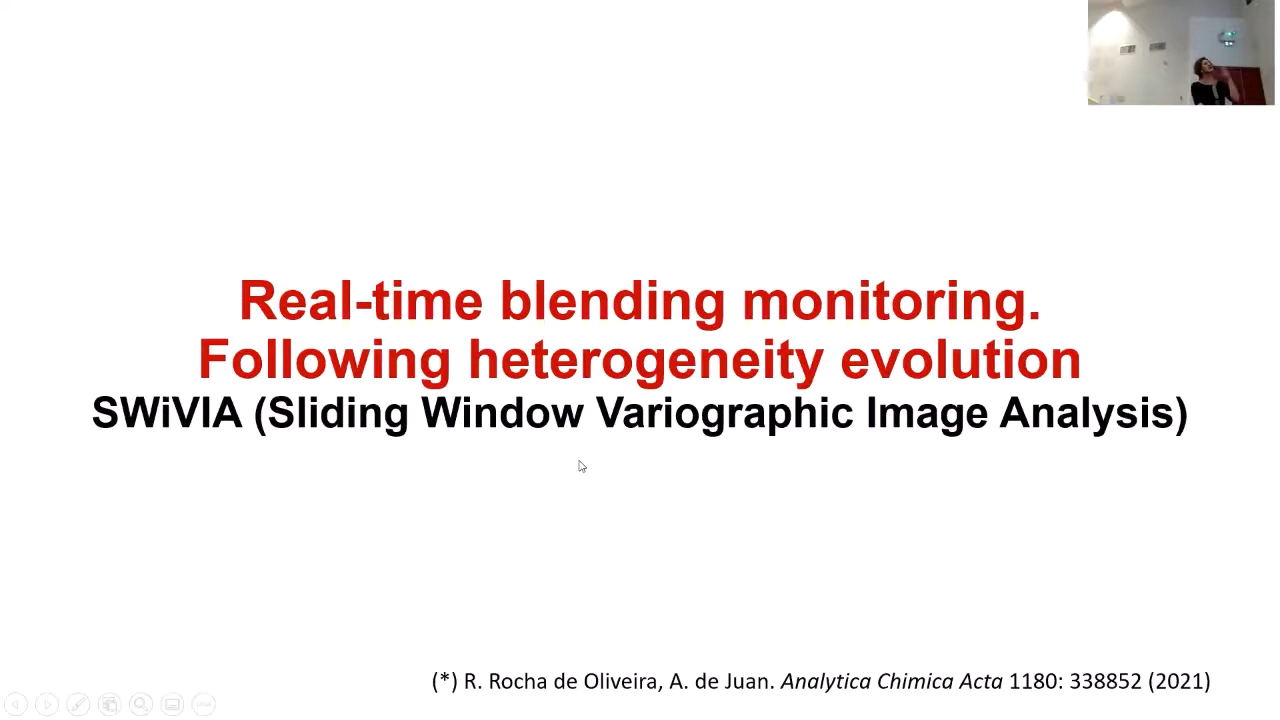 Real-time blending monitoring.
Following heterogeneity evolution
SWiVIA (Sliding Window Variographic Image Analysis)
(*) R. Rocha de Oliveira, A. de Juan. Analytica Chimica Acta 1180: 338852 (2021)